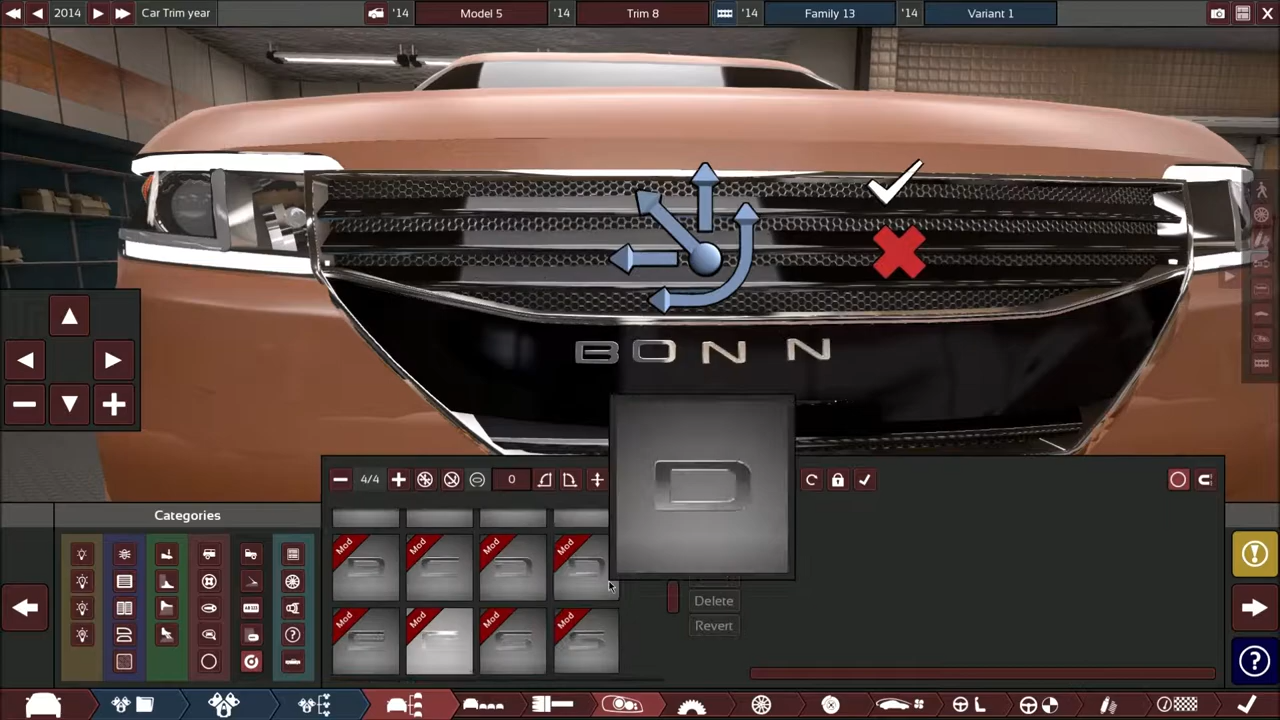 2014 Car Trim year '14 Model 5 '14 Trim 8 '14 Family 13 '14 Variant 1
BONN
4/4 0
Categories
Mod Mod Mod Mod
Delete
Mod Mod Mod Mod
Revert